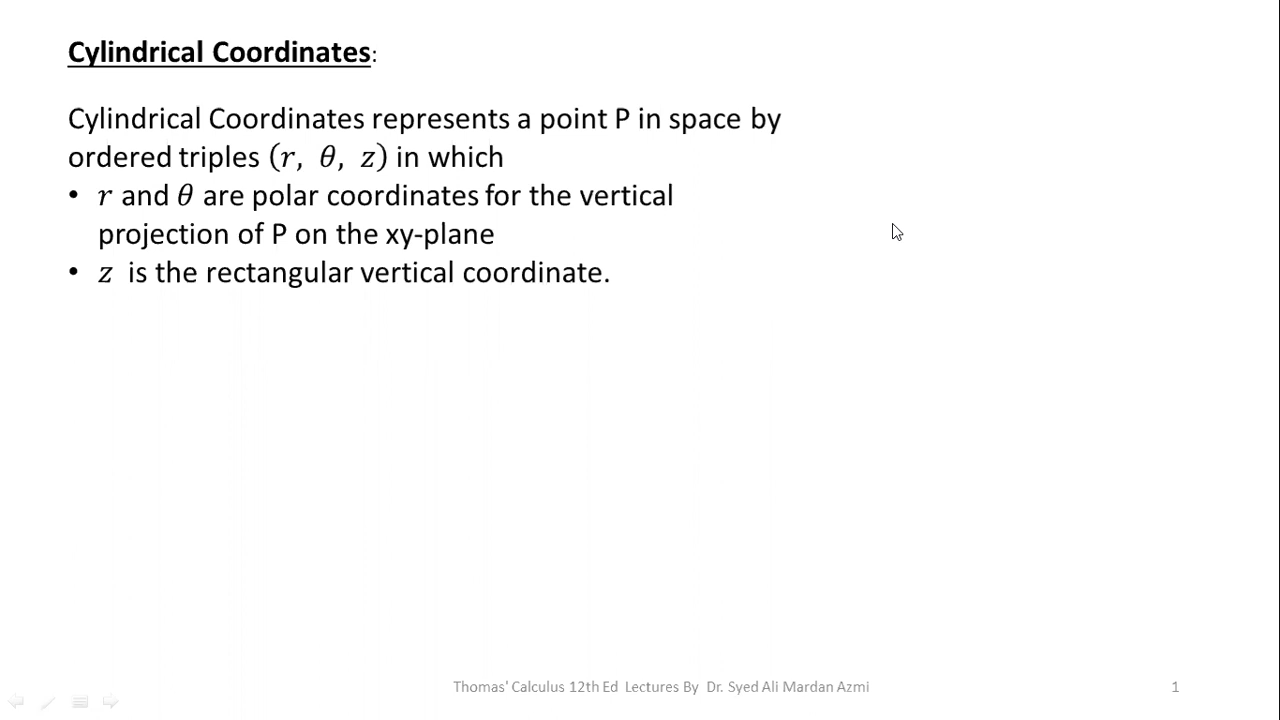 Cylindrical Coordinates:
Cylindrical Coordinates represents a point P in space by
ordered triples (r, θ, z) in which
• r and θ are polar coordinates for the vertical
projection of P on the xy-plane
• z is the rectangular vertical coordinate.
Thomas' Calculus 12th Ed Lectures By Dr. Syed Ali Mardan Azmi
1